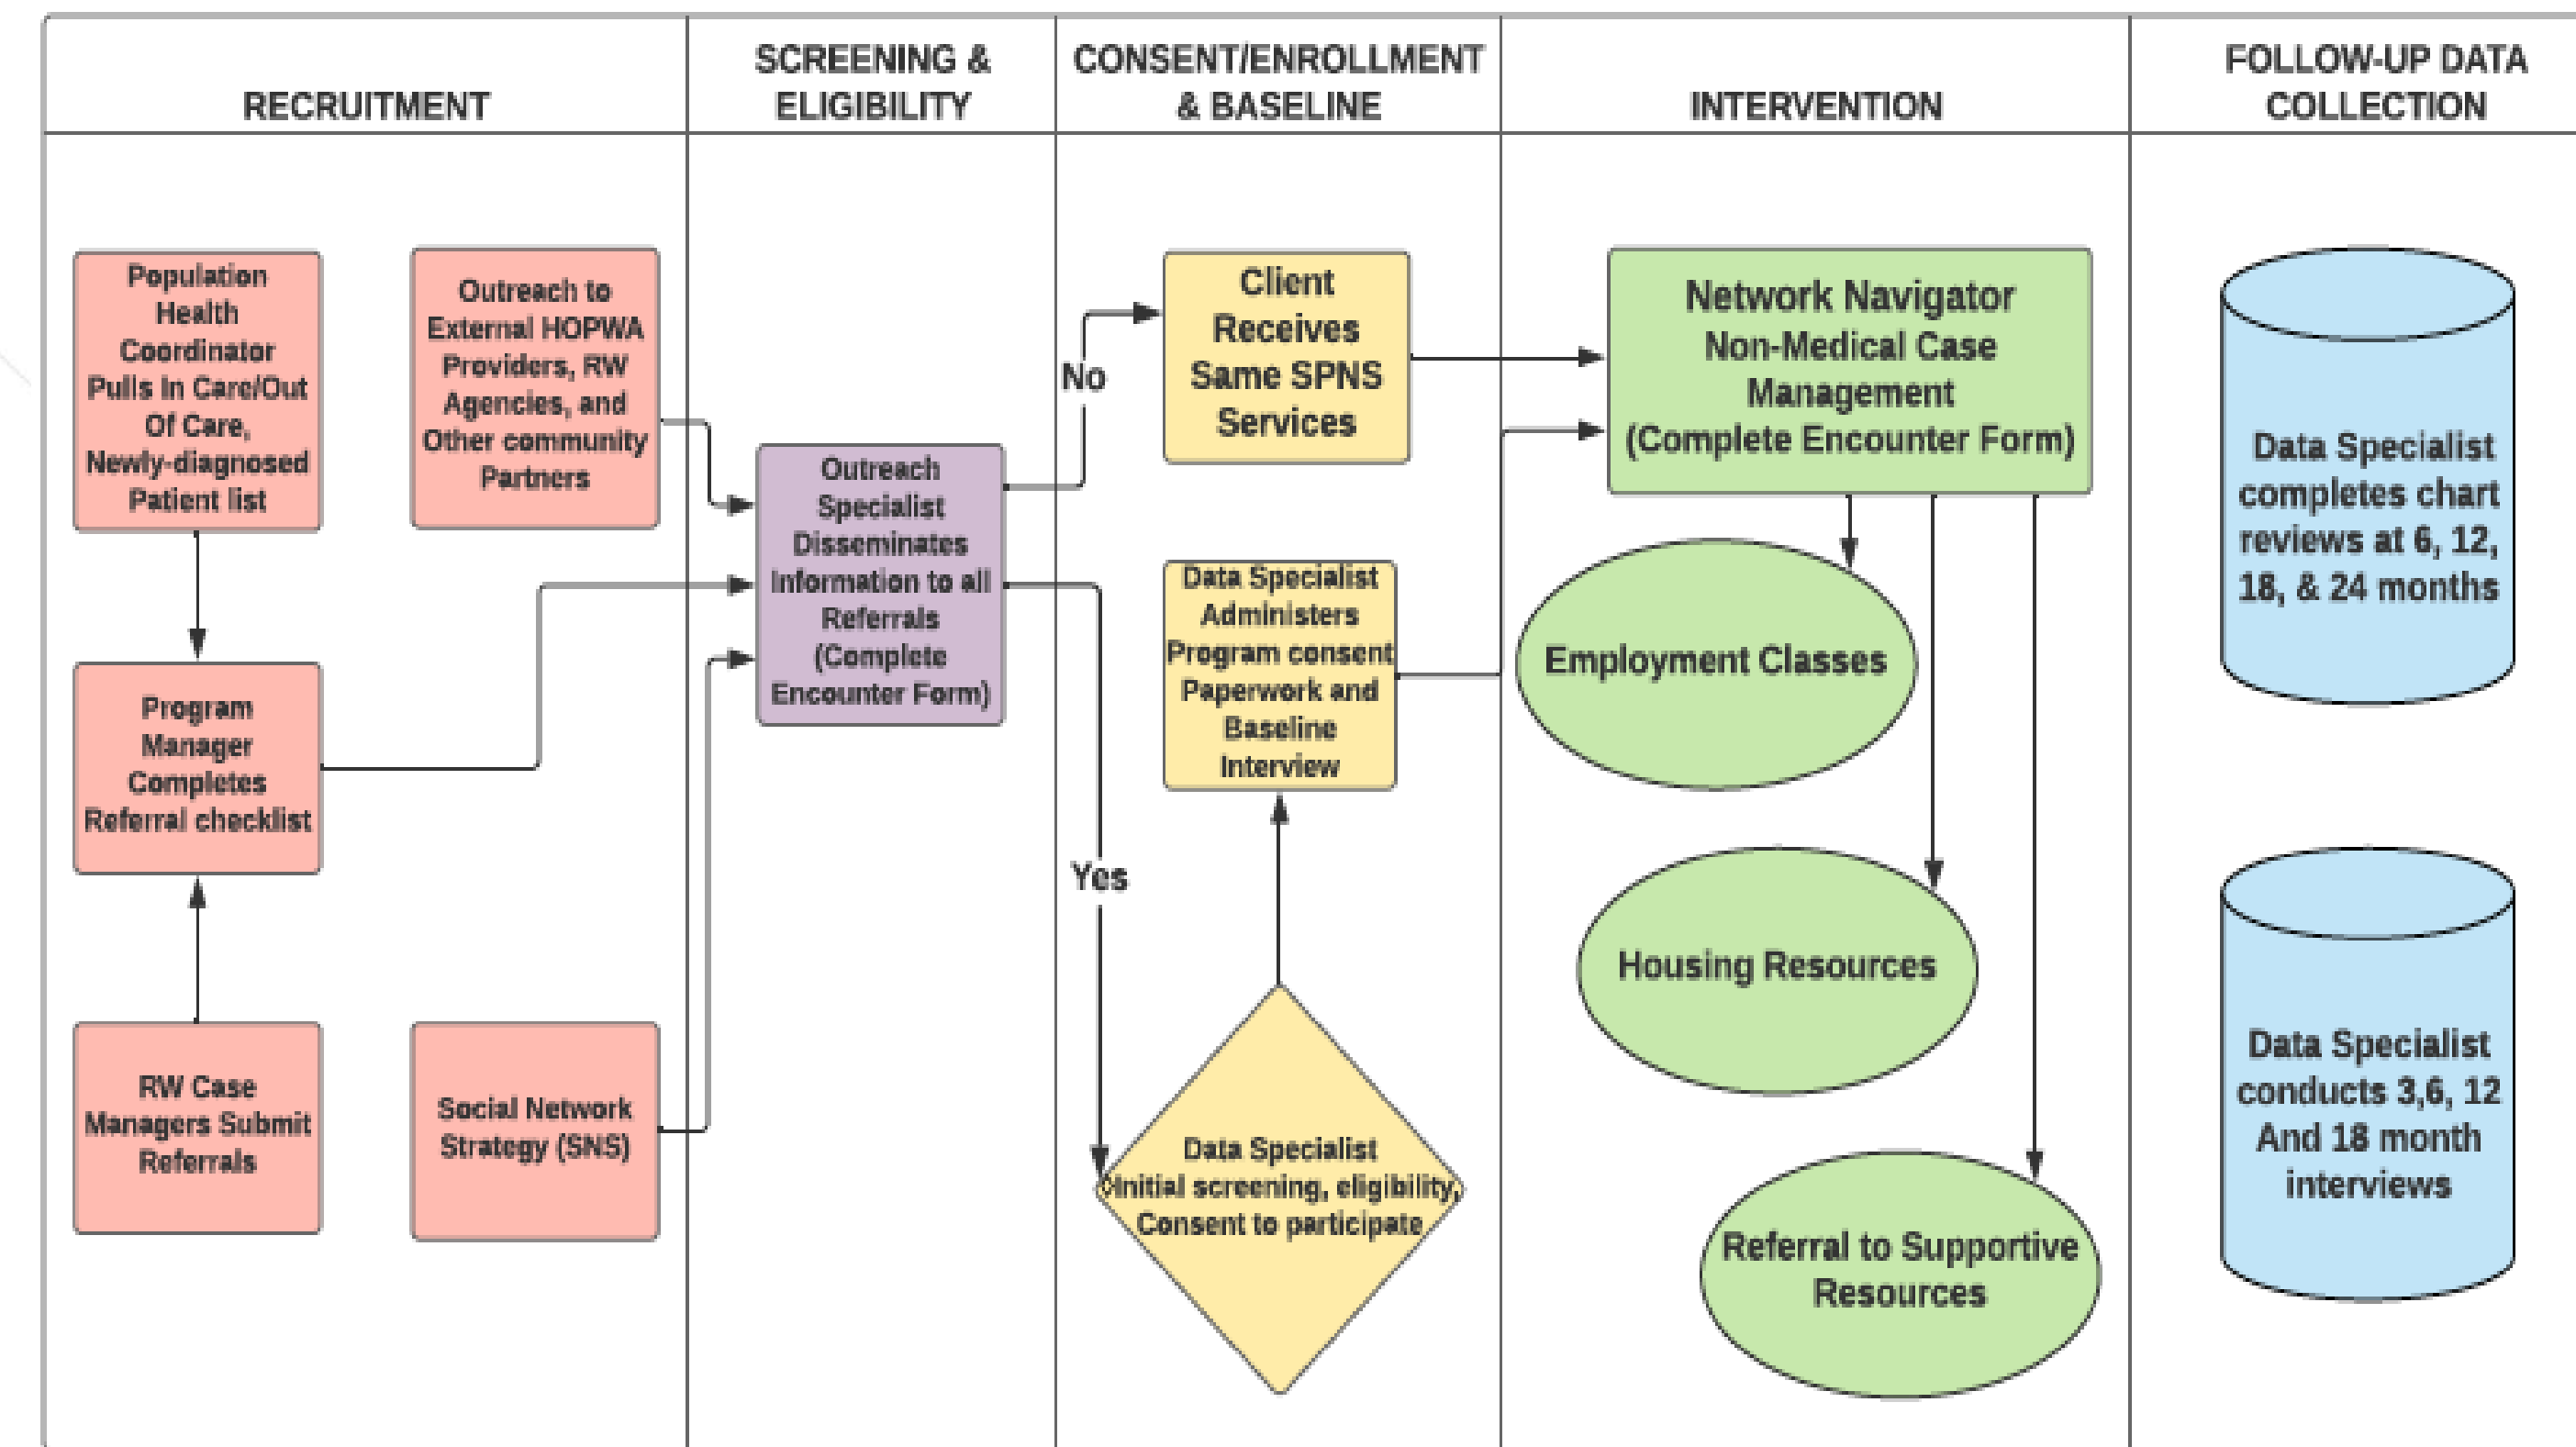 RECRUITMENT
SCREENING &
ELIGIBILITY
CONSENT/ENROLLMENT
& BASELINE
INTERVENTION
FOLLOW-UP DATA
COLLECTION
Population
Health
Coordinator
Pulls In Care/Out
Of Care,
Newly-diagnosed
Patient list
Outreach to
External HOPWA
Providers, RW
Agencies, and
Other community
Partners
Program
Manager
Completes
Referral checklist
RW Case
Managers Submit
Referrals
Social Network
Strategy (SNS)
Outreach
Specialist
Disseminates
Information to all
Referrals
(Complete
Encounter Form)
No
Yes
Client
Receives
Same SPNS
Services
Data Specialist
Administers
Program consent
Paperwork and
Baseline
Interview
Data Specialist
Initial screening, eligibility,
Consent to participate
Network Navigator
Non-Medical Case
Management
(Complete Encounter Form)
Employment Classes
Housing Resources
Referral to Supportive
Resources
Data Specialist
completes chart
reviews at 6, 12,
18, & 24 months
Data Specialist
conducts 3,6, 12
And 18 month
interviews